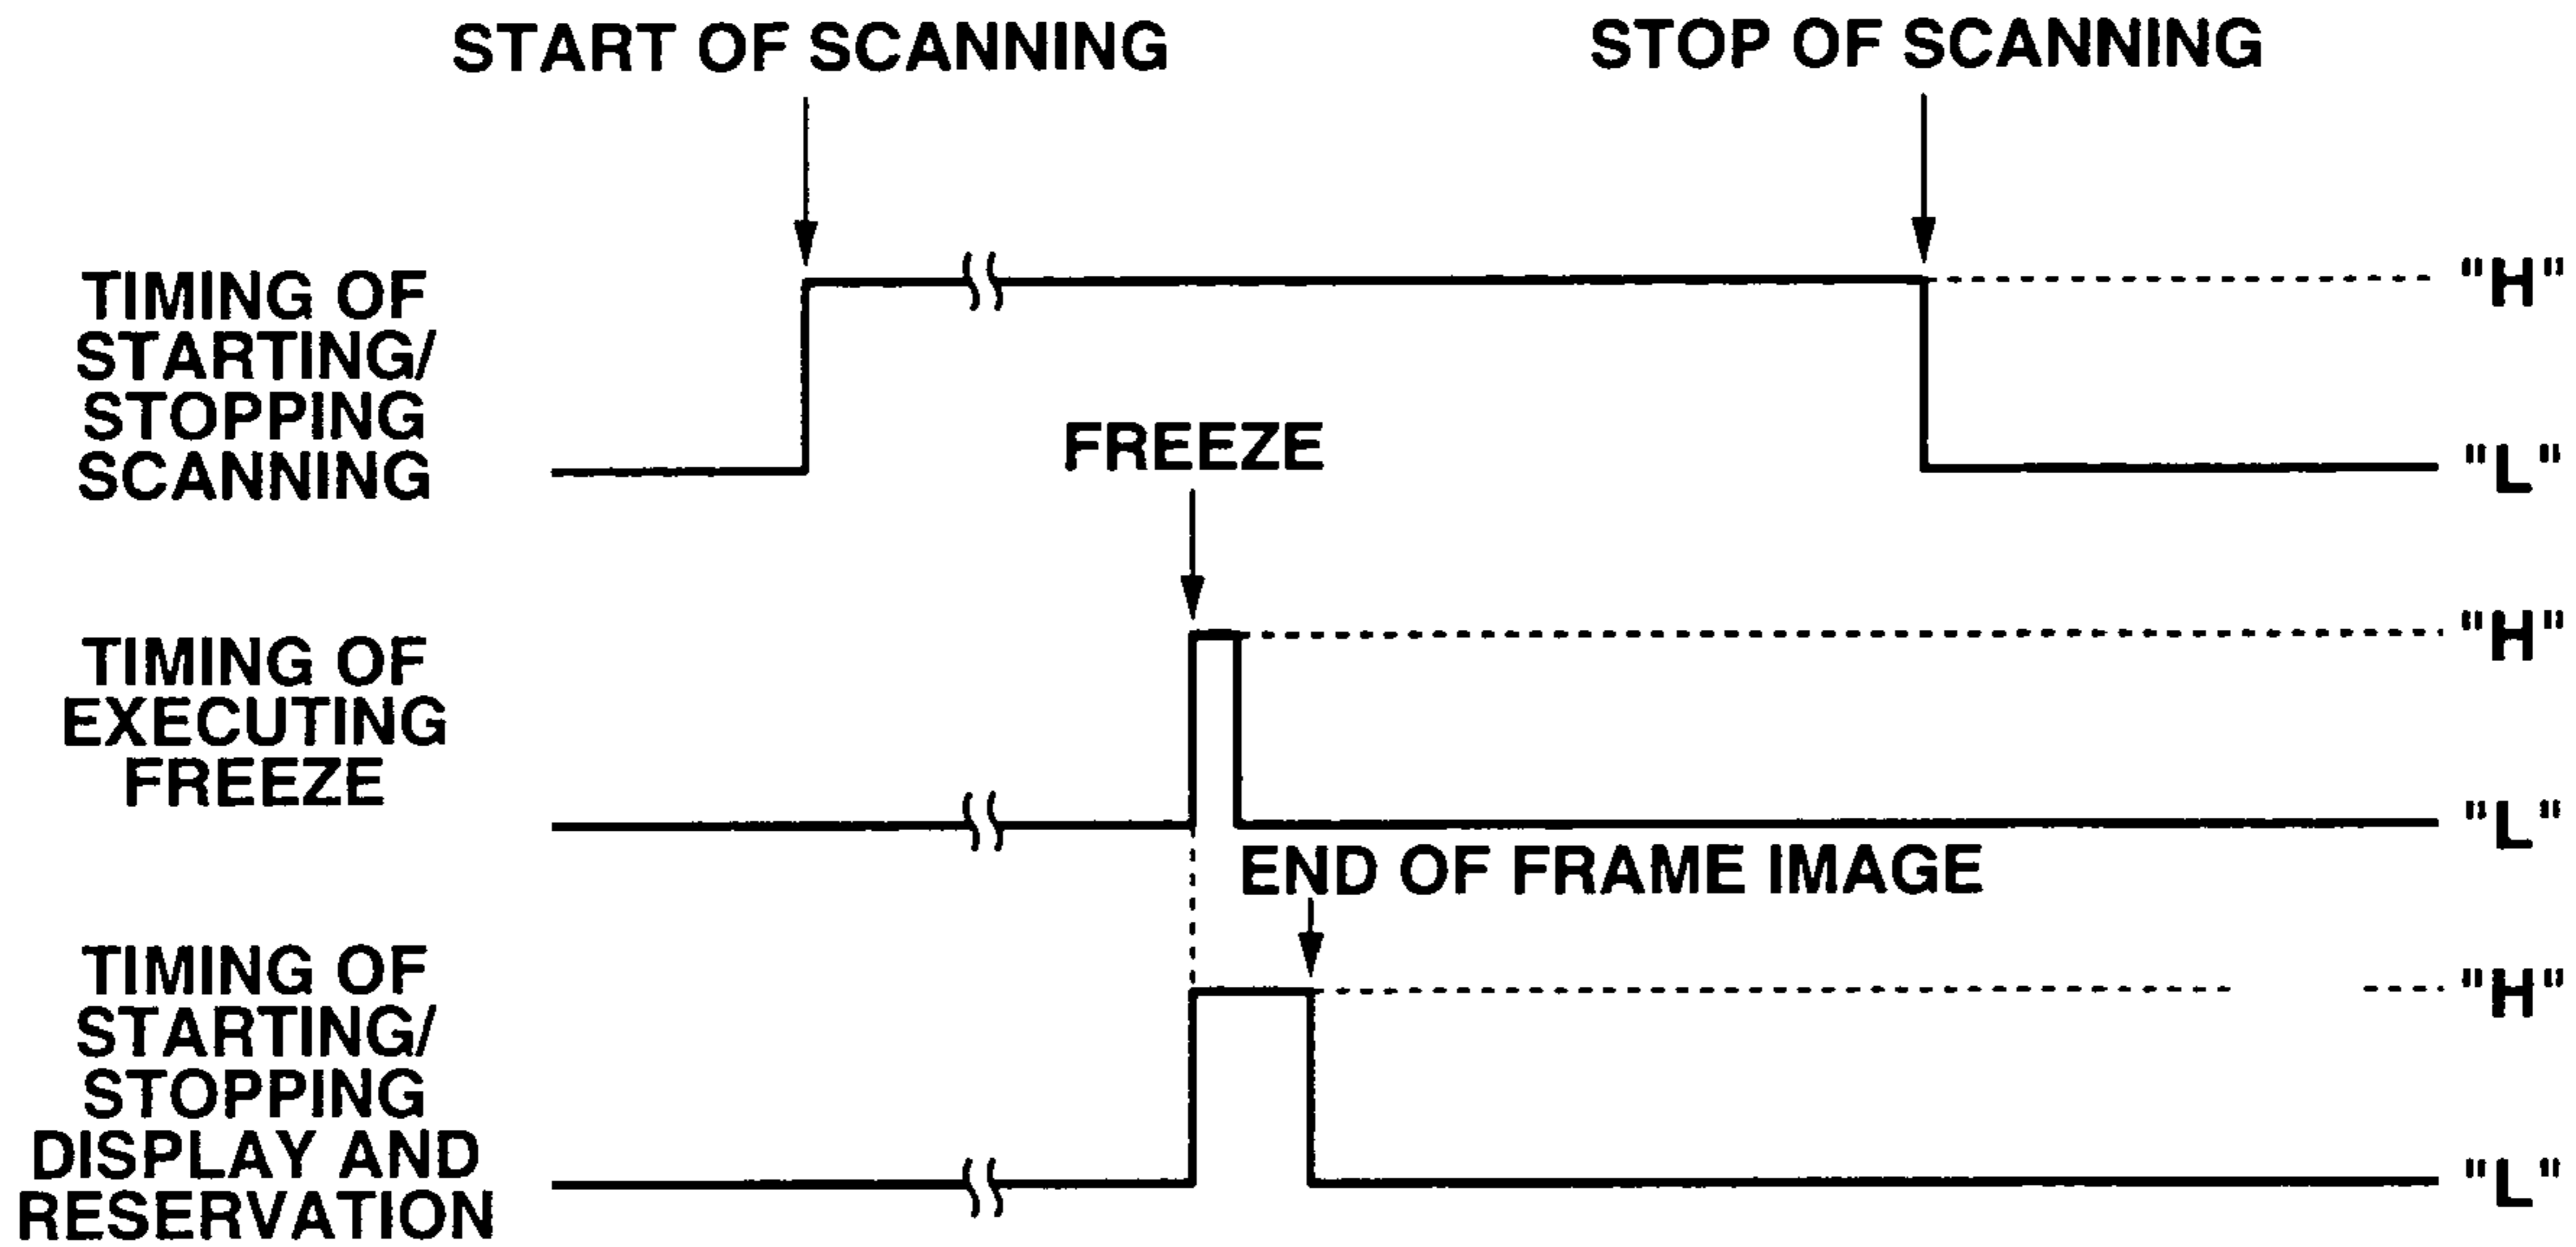 START OF SCANNING
STOP OF SCANNING
TIMING OF
STARTING/
STOPPING
SCANNING
"H"
"L"
FREEZE
TIMING OF
EXECUTING
FREEZE
"H"
"L"
END OF FRAME IMAGE
TIMING OF
STARTING/
STOPPING
DISPLAY AND
RESERVATION
"H"
"L"